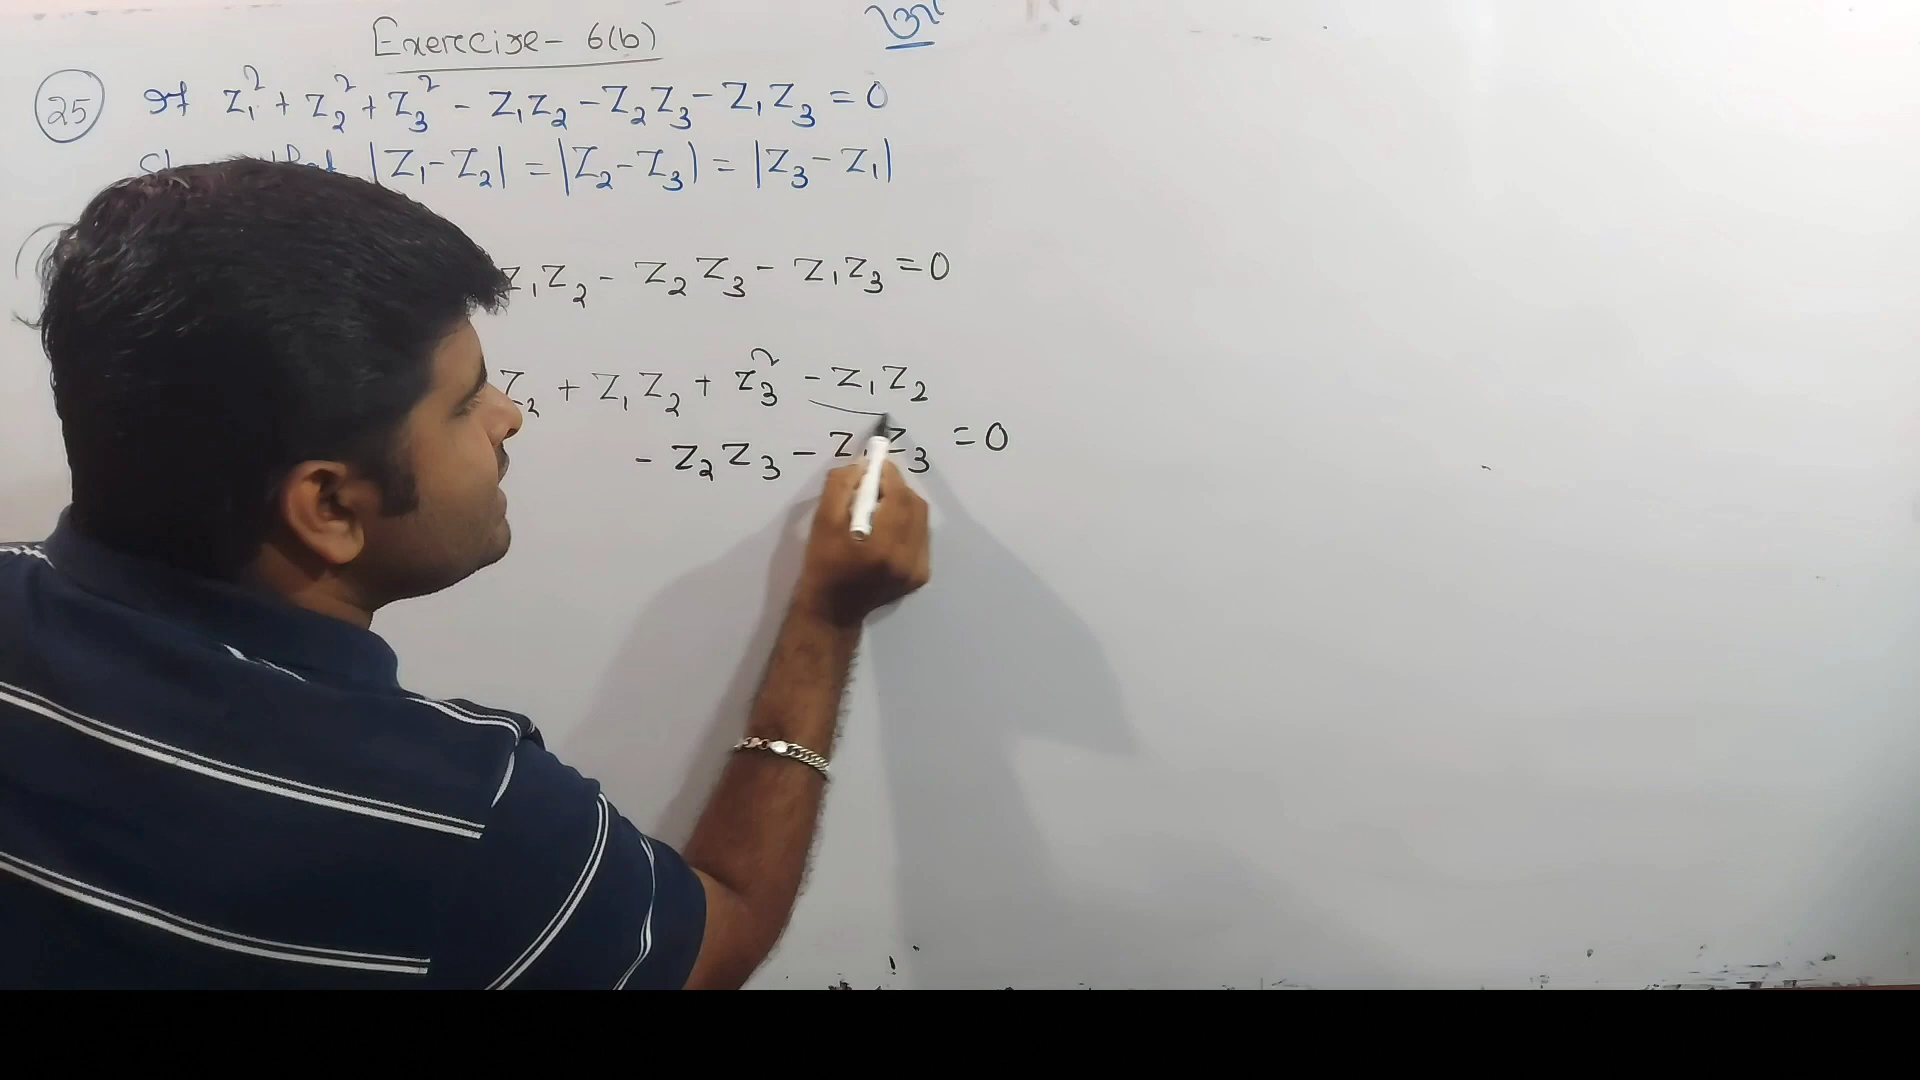 Exercise - 6(b)
25 If z₁² + z₂² + z₃² - z₁z₂ - z₂z₃ - z₁z₃ = 0
|z₁ - z₂| = |z₂ - z₃| = |z₃ - z₁|
z₁z₂ - z₂z₃ - z₁z₃ = 0
z₂ + z₁z₂ + z₃² - z₁z₂
- z₂z₃ - z₁z₃ = 0